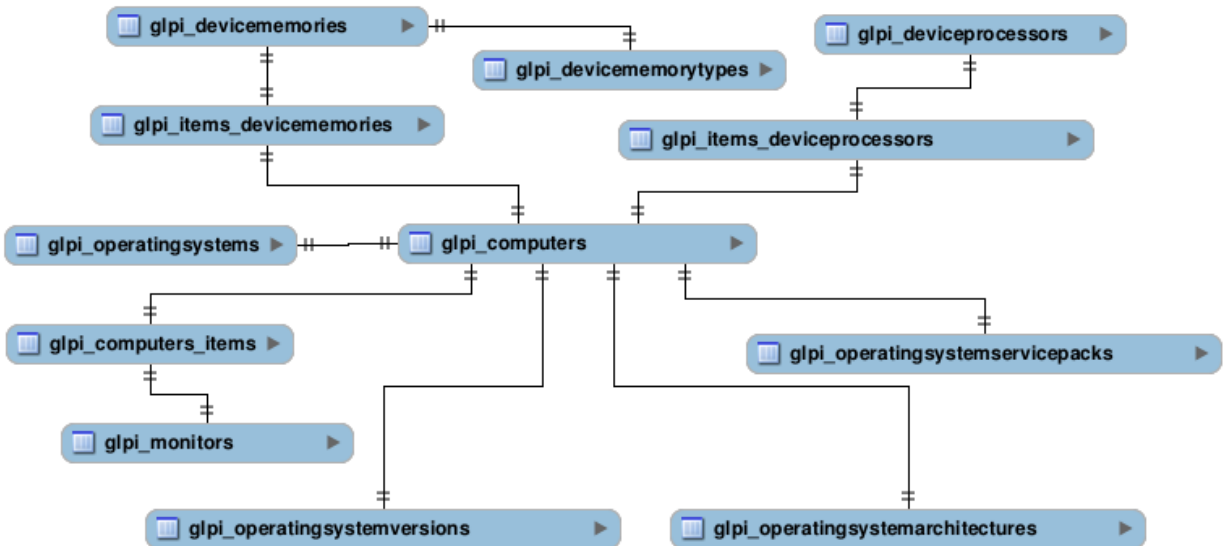 glpi_devicememories
glpi_deviceprocessors
glpi_devicememorytypes
glpi_items_devicememories
glpi_items_deviceprocessors
glpi_operatingsystems
glpi_computers
glpi_computers_items
glpi_operatingsystemservicepacks
glpi_monitors
glpi_operatingsystemversions
glpi_operatingsystemarchitectures